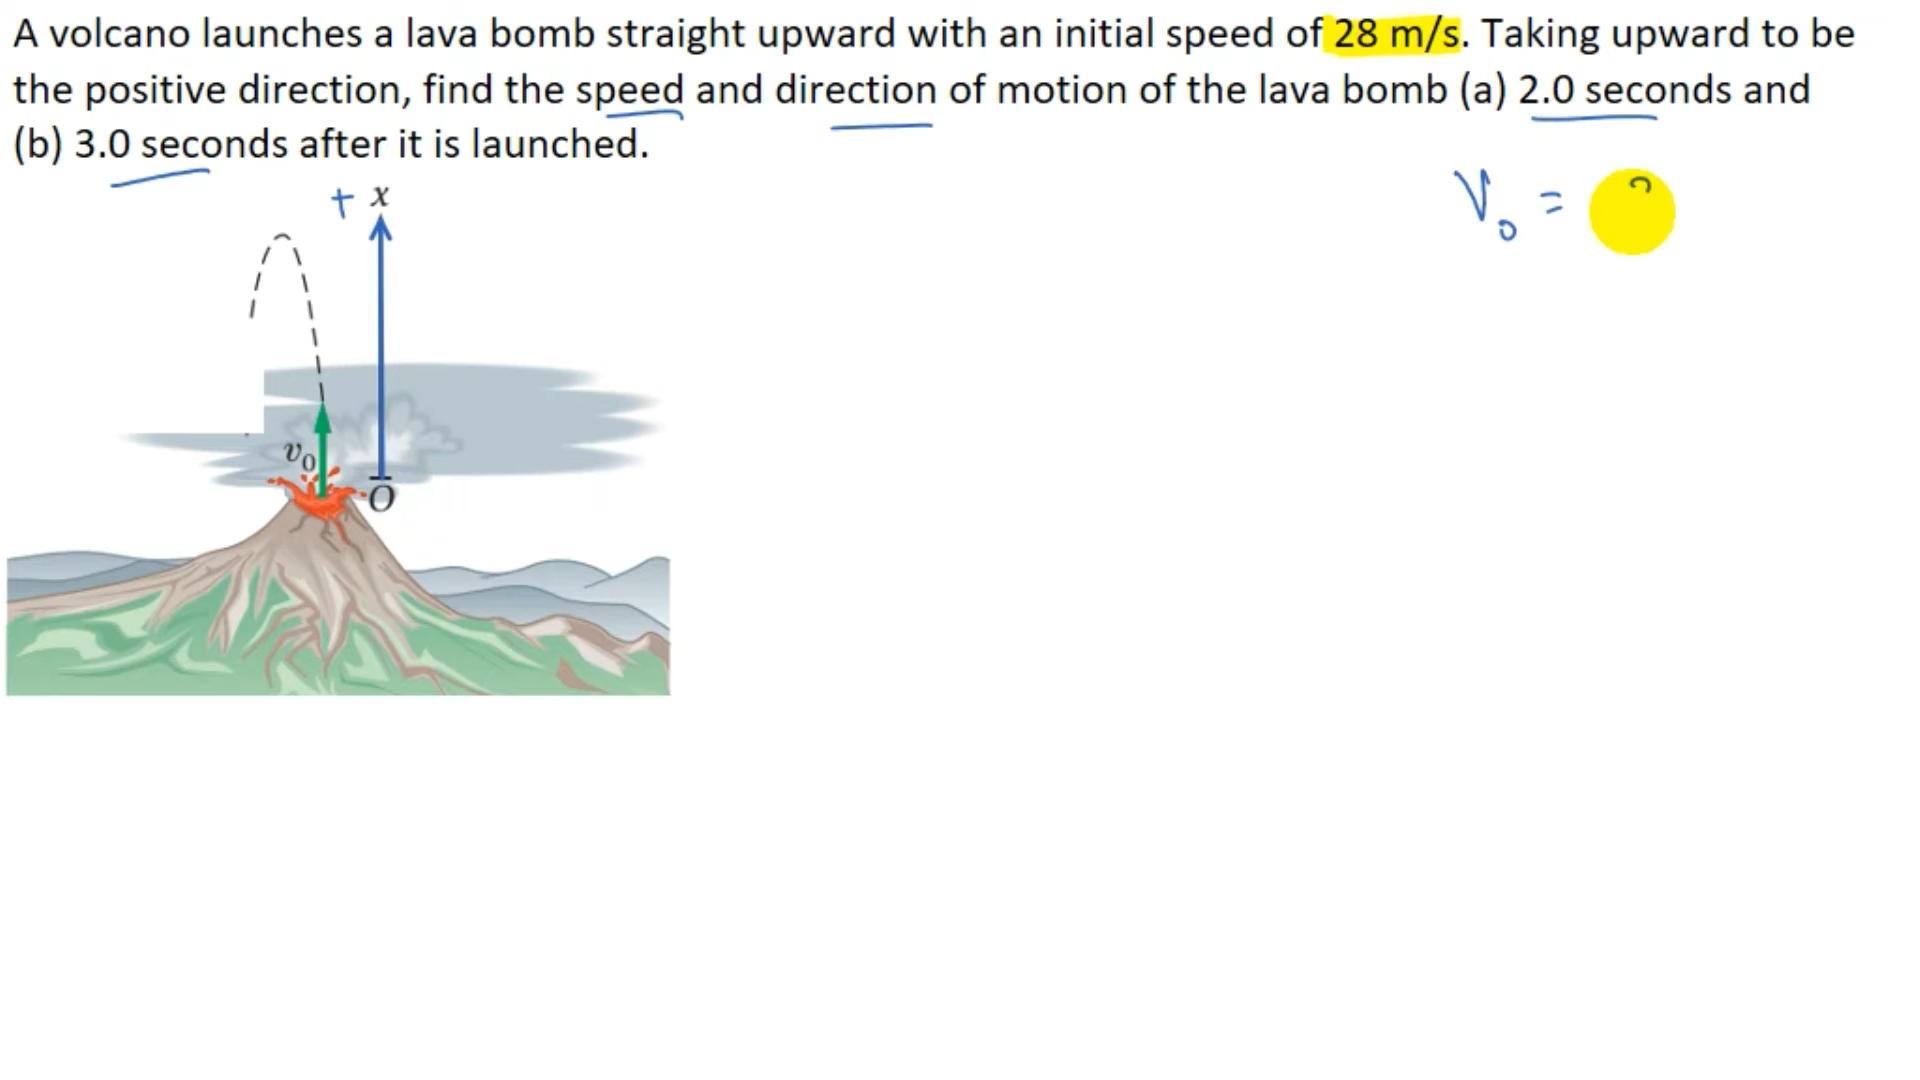 A volcano launches a lava bomb straight upward with an initial speed of 28 m/s. Taking upward to be
the positive direction, find the speed and direction of motion of the lava bomb (a) 2.0 seconds and
(b) 3.0 seconds after it is launched.
V₀ =
+ x
v₀
O